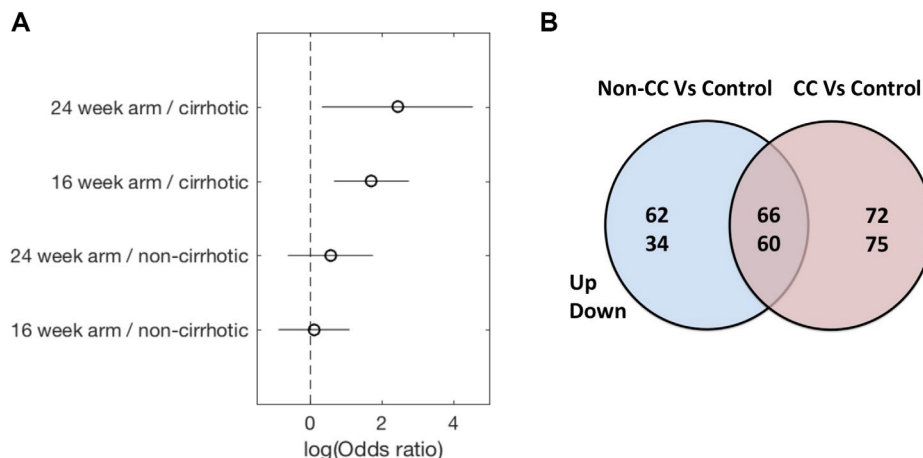 A
24 week arm / cirrhotic
16 week arm / cirrhotic
24 week arm / non-cirrhotic
16 week arm / non-cirrhotic
0 2 4
log(Odds ratio)
B
Non-CC Vs Control CC Vs Control
62 66 72
34 60 75
Up
Down